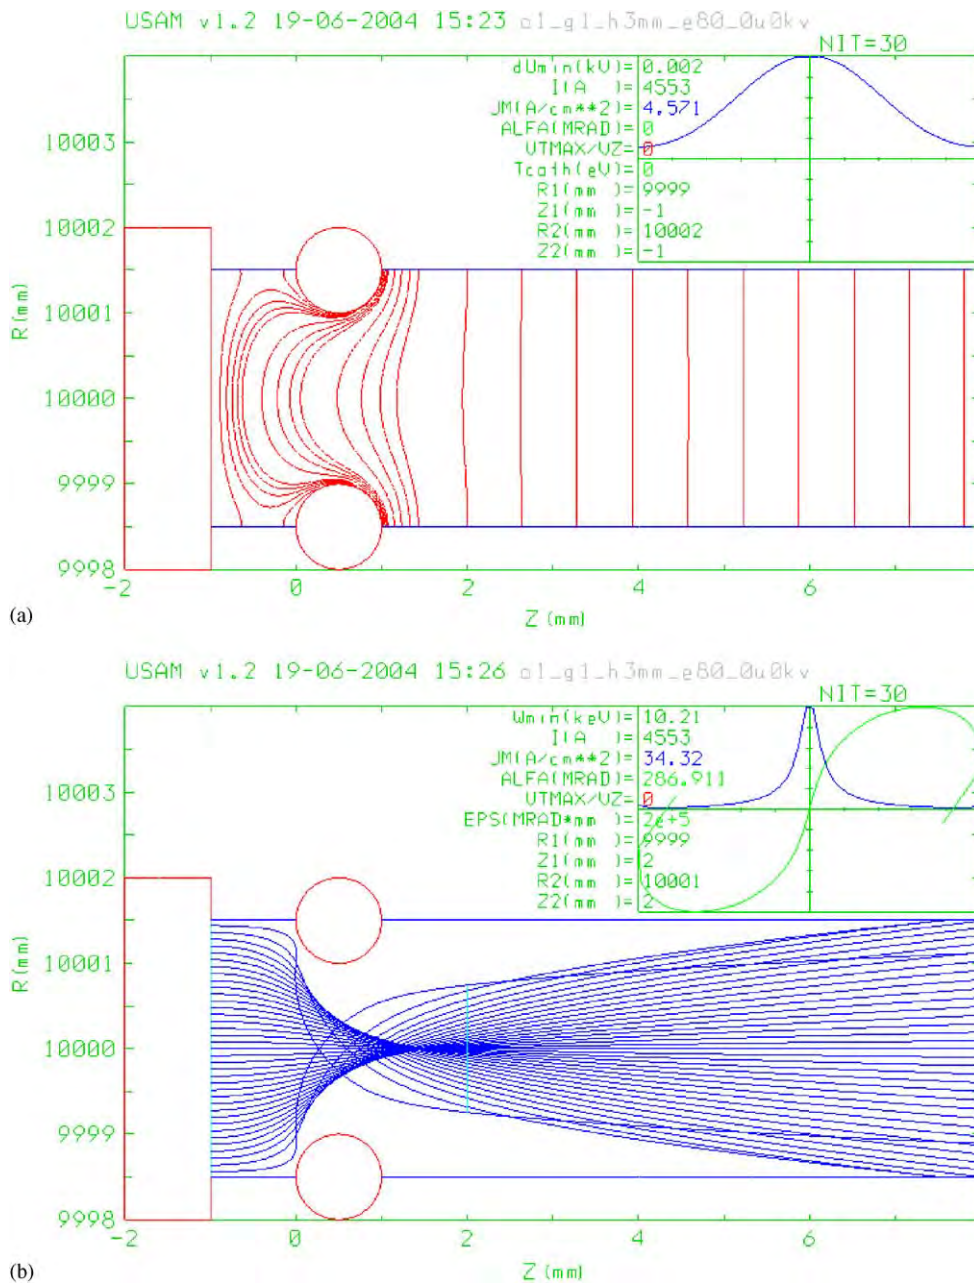 USAM v1.2 19-06-2004 15:23 o1_g1_h3mm_e80_0u0kv
NIT=30
dUmin(kV)= 0.002
I(A )= 4553
JM(A/cm**2)= 4.571
ALFA(MRAD)= 0
VTMAX/VZ= 0
Tcath(eV)= 0
R1(mm )= 9999
Z1(mm )= -1
R2(mm )= 10002
Z2(mm )= -1
R(mm)
10003
10002
10001
10000
9999
9998
-2 0 2 4 6
Z(mm)
(a)
USAM v1.2 19-06-2004 15:26 o1_g1_h3mm_e80_0u0kv
NIT=30
Wmin(keV)= 10.21
I(A )= 4553
JM(A/cm**2)= 34.32
ALFA(MRAD)= 286.911
VTMAX/VZ= 0
EPS(MRAD*mm )= 2e+5
R1(mm )= 9999
Z1(mm )= 2
R2(mm )= 10001
Z2(mm )= 2
R(mm)
10003
10002
10001
10000
9999
9998
-2 0 2 4 6
Z(mm)
(b)